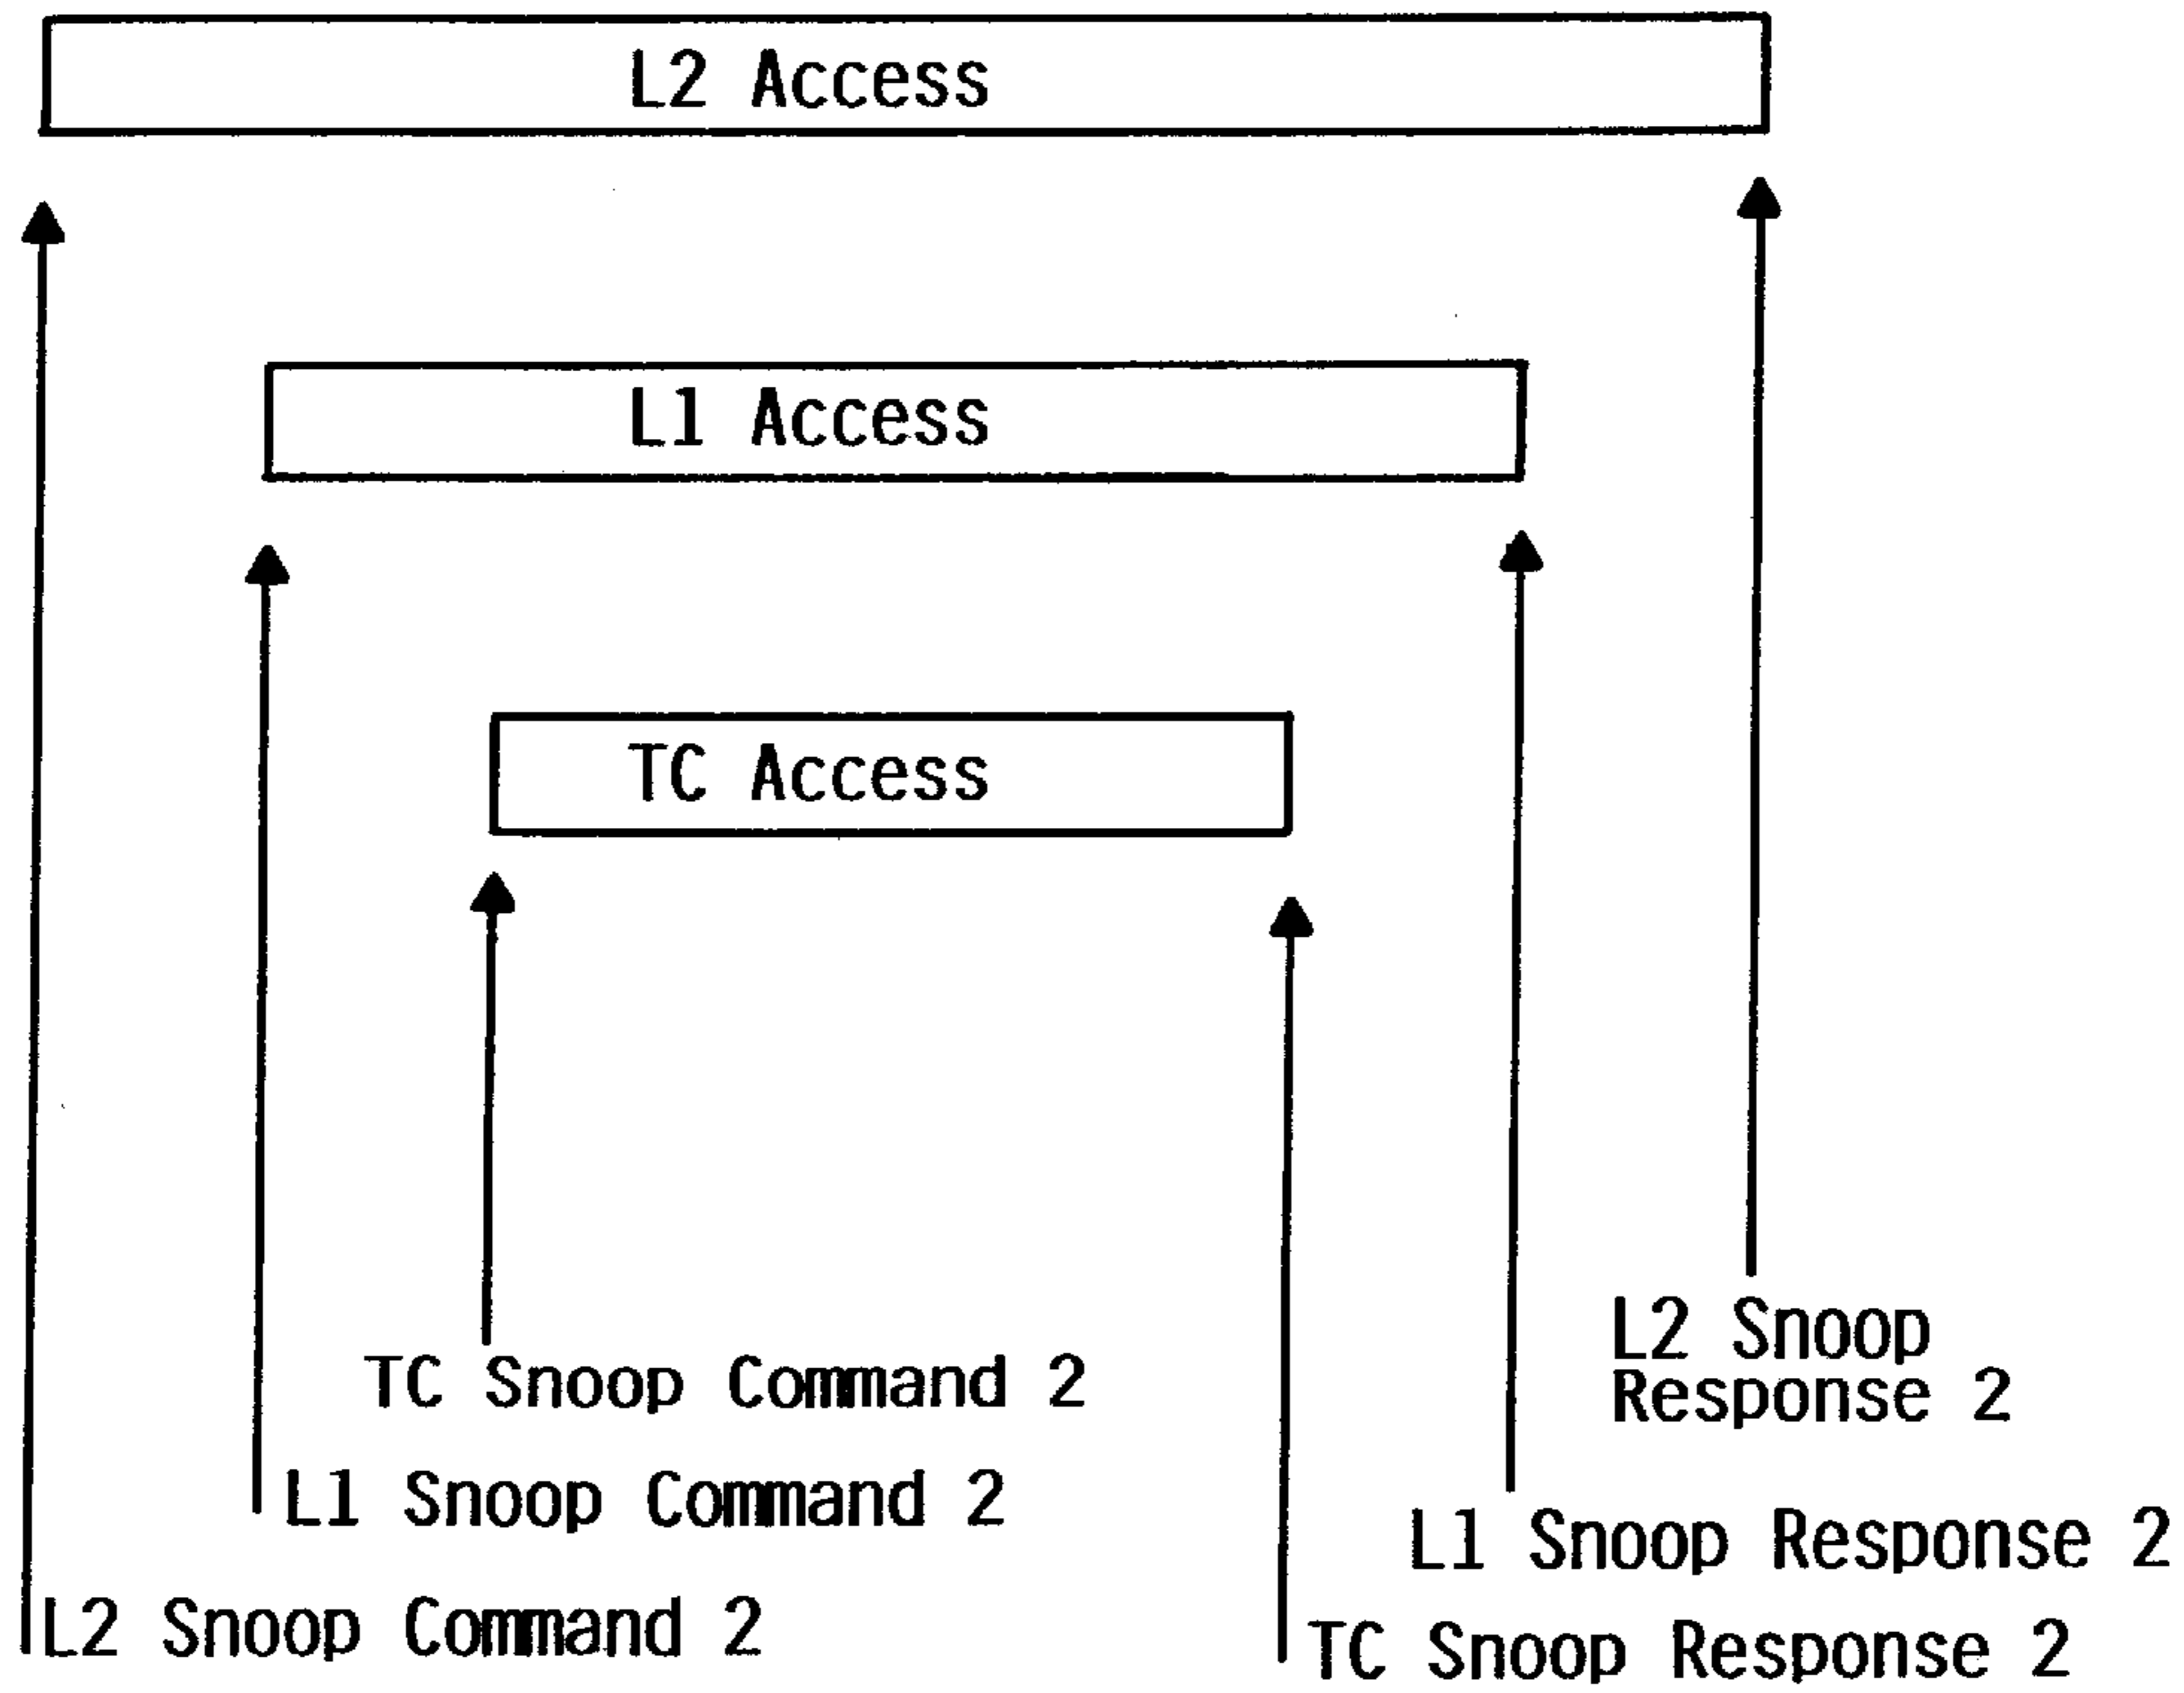 L2 Access
L1 Access
TC Access
TC Snoop Command 2
L1 Snoop Command 2
L2 Snoop Command 2
L2 Snoop
Response 2
L1 Snoop Response 2
TC Snoop Response 2